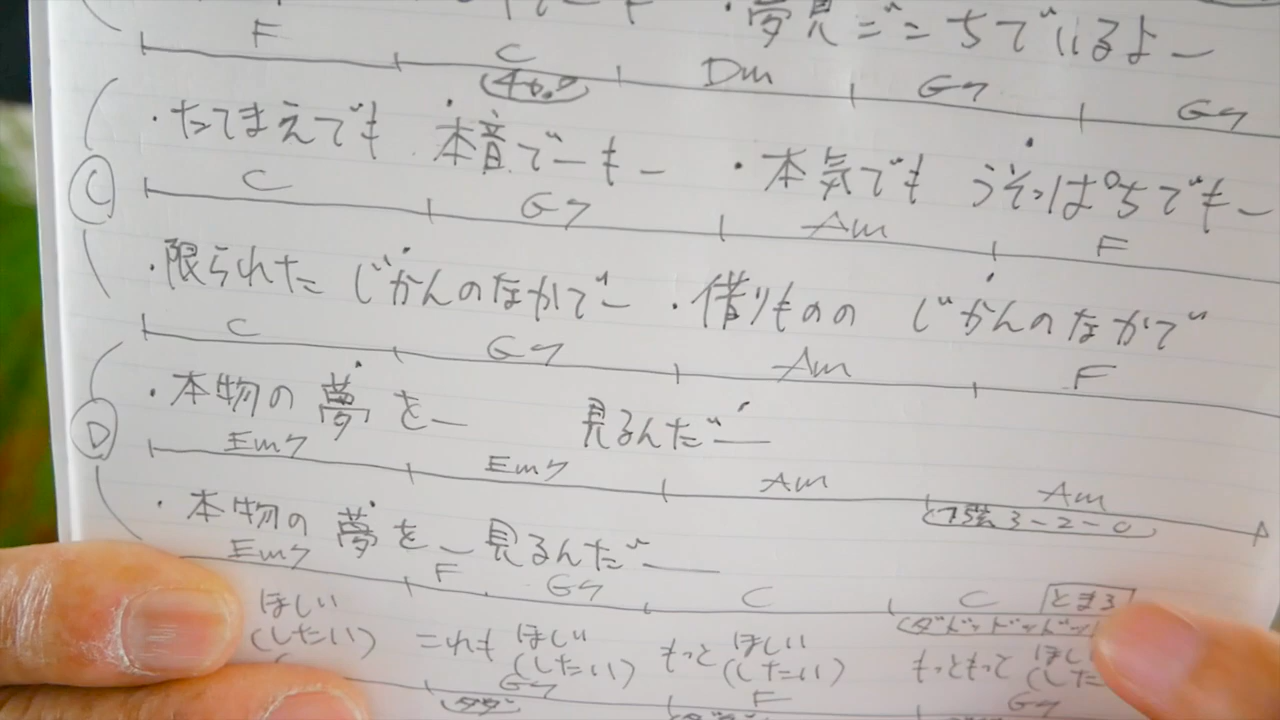 夢見ごこちでいるよー
F C Dm G7 G7
・たてまえでも 本音でーも ー ・本気でも うそっぱちでもー
C
C G7 Am F
・限られた じかんのなかでー ・借りものの じかんのなかで
C G7 Am F
・本物の 夢 をー 見るんだー
D
Em7 Em7 Am Am
5弦 3-2-0
・本物の 夢 をー 見るんだー
Em7 F G7 C C とまる
ほしい これも ほしい もっと ほしい もっともって ほし
(したい) (したい) (したい) (した
G7 F G7